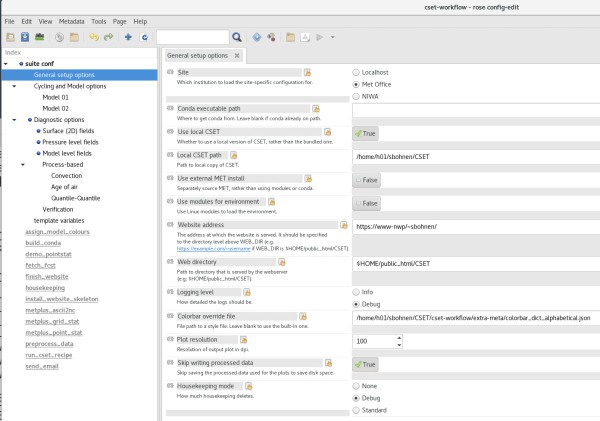 cset-workflow - rose config-edit
File Edit View Metadata Tools Page Help
Index
General setup options
suite conf
General setup options
Cycling and Model options
Model 01
Model 02
Diagnostic options
Surface (2D) fields
Pressure level fields
Model level fields
Process-based
Convection
Age of air
Quantile-Quantile
Verification
template variables
assign_model_colours
build_conda
demo_pointstat
fetch_fcst
finish_website
housekeeping
install_website_skeleton
metplus_ascii2nc
metplus_grid_stat
metplus_point_stat
preprocess_data
run_cset_recipe
send_email
Site
Which institution to load the site-specific configuration for.
Localhost
Met Office
NIWA
Conda executable path
Where to get conda from. Leave blank if conda already on path.
Use local CSET
Whether to use a local version of CSET, rather than the bundled one.
True
Local CSET path
Path to local copy of CSET.
/home/h01/sbohnen/CSET
Use external MET install
Separately source MET, rather than using modules or conda.
False
Use modules for environment
Use Linux modules to load the environment.
False
Website address
The address at which the website is served. It should be specified
to the directory level above WEB_DIR (e.g.
https://example.com/~username if WEB_DIR is $HOME/public_html/CSET).
https://www-nwp/~sbohnen/
Web directory
Path to directory that is served by the webserver
(e.g. $HOME/public_html/CSET).
$HOME/public_html/CSET
Logging level
How detailed the logs should be.
Info
Debug
Colorbar override file
File path to a style file. Leave blank to use the built-in one.
/home/h01/sbohnen/CSET/cset-workflow/extra-meta/colorbar_dict_alphabetical.json
Plot resolution
Resolution of output plot in dpi.
100
Skip writing processed data
Skip saving the processed data used for the plots to save disk space.
True
Housekeeping mode
How much housekeeping deletes.
None
Debug
Standard